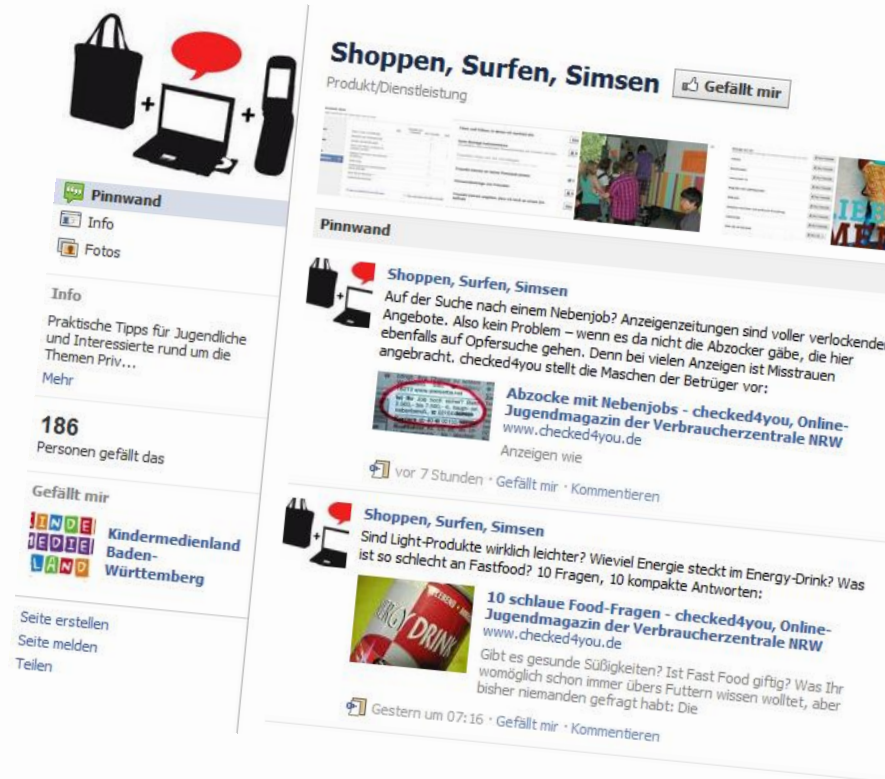 Shoppen, Surfen, Simsen
Gefällt mir
Produkt/Dienstleistung
Pinnwand
Info
Fotos
Info
Praktische Tipps für Jugendliche
und Interessierte rund um die
Themen Priv...
Mehr
186
Personen gefällt das
Gefällt mir
KINDE
MEDIE
LAND
Kindermedienland
Baden-
Württemberg
Seite erstellen
Seite melden
Teilen
Pinnwand
Shoppen, Surfen, Simsen
Auf der Suche nach einem Nebenjob? Anzeigenzeitungen sind voller verlockender
Angebote. Also kein Problem – wenn es da nicht die Abzocker gäbe, die hier
ebenfalls auf Opfersuche gehen. Denn bei vielen Anzeigen ist Misstrauen
angebracht. checked4you stellt die Maschen der Betrüger vor:
Abzocke mit Nebenjobs - checked4you, Online-
Jugendmagazin der Verbraucherzentrale NRW
www.checked4you.de
Anzeigen wie
vor 7 Stunden · Gefällt mir · Kommentieren
Shoppen, Surfen, Simsen
Sind Light-Produkte wirklich leichter? Wieviel Energie steckt im Energy-Drink? Was
ist so schlecht an Fastfood? 10 Fragen, 10 kompakte Antworten:
ENERGY
DRINK
10 schlaue Food-Fragen - checked4you, Online-
Jugendmagazin der Verbraucherzentrale NRW
www.checked4you.de
Gibt es gesunde Süßigkeiten? Ist Fast Food giftig? Was Ihr
womöglich schon immer übers Futtern wissen wolltet, aber
bisher niemanden gefragt habt: Die
Gestern um 07:16 · Gefällt mir · Kommentieren